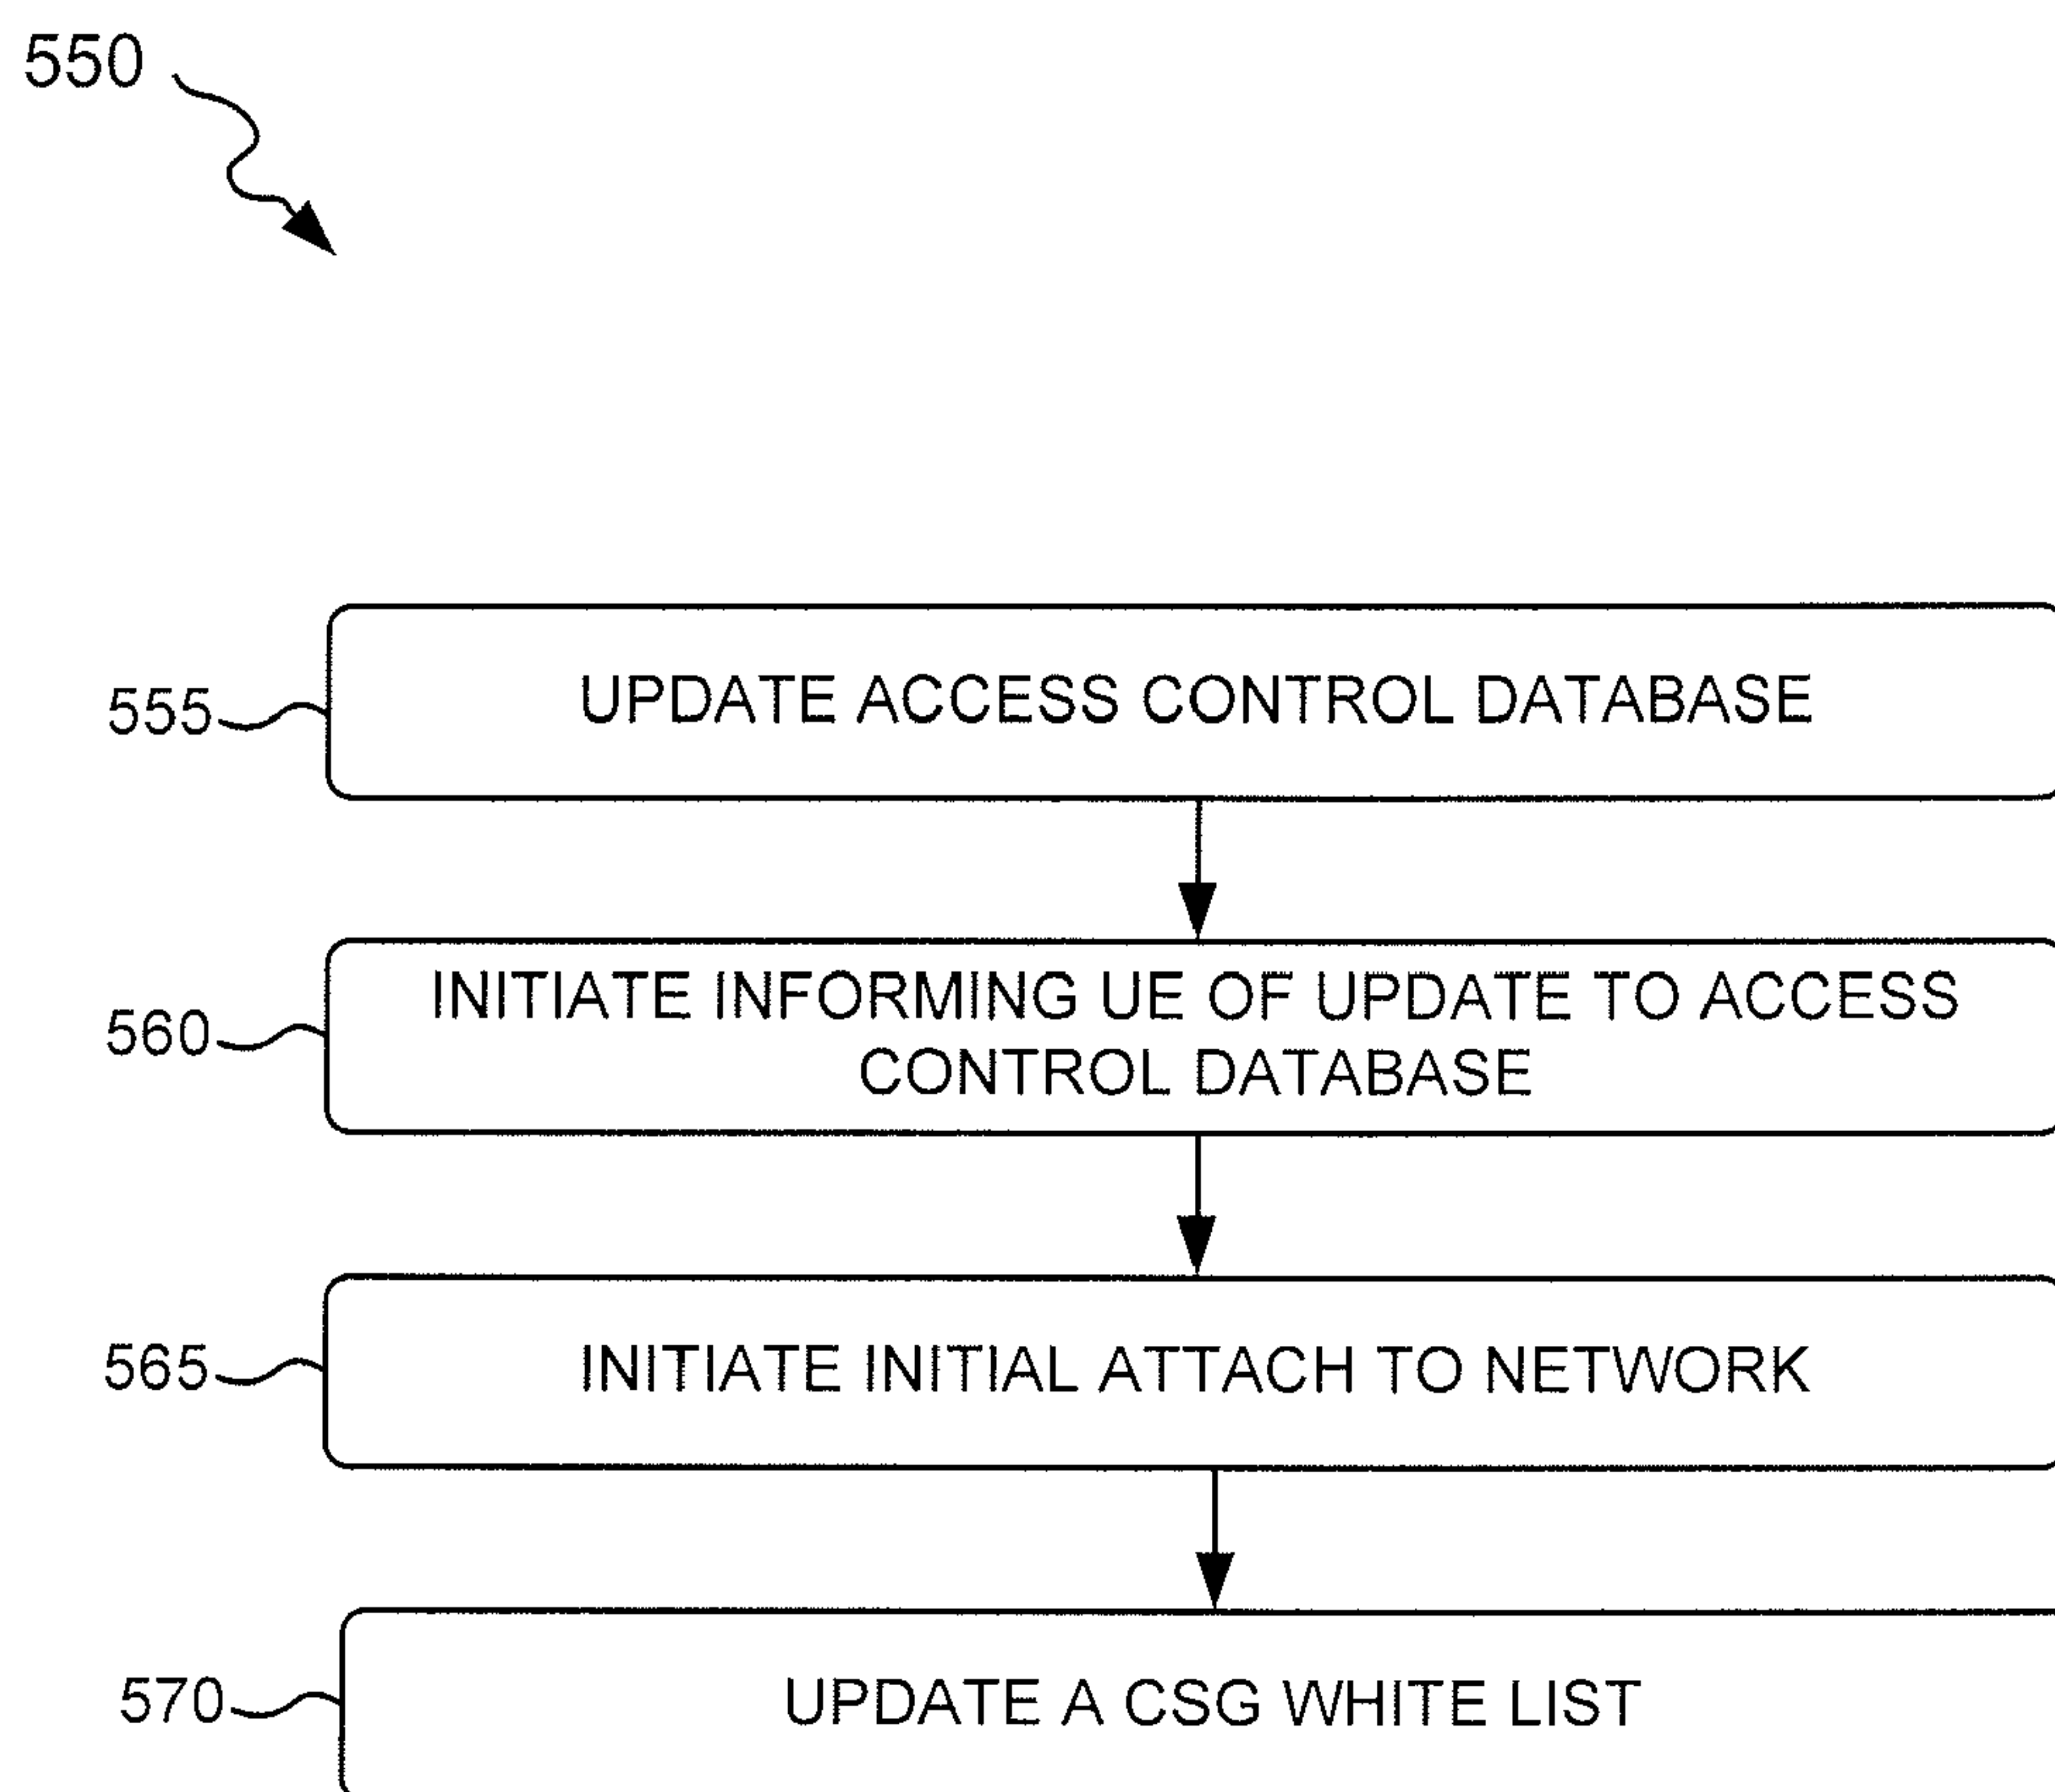 550
555
UPDATE ACCESS CONTROL DATABASE
560
INITIATE INFORMING UE OF UPDATE TO ACCESS
CONTROL DATABASE
565
INITIATE INITIAL ATTACH TO NETWORK
570
UPDATE A CSG WHITE LIST